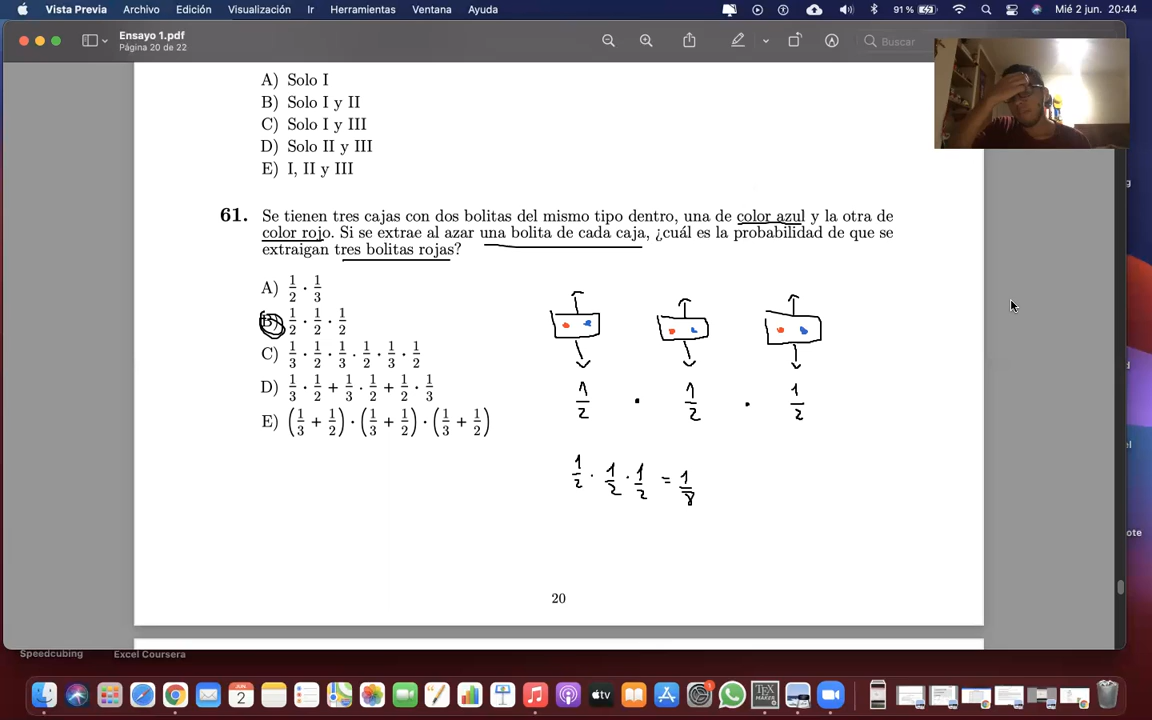 Vista Previa Archivo Edición Visualización Ir Herramientas Ventana Ayuda 91 % Mié 2 jun. 20:44
Ensayo 1.pdf
Página 20 de 22
Buscar
A) Solo I
B) Solo I y II
C) Solo I y III
D) Solo II y III
E) I, II y III
61. Se tienen tres cajas con dos bolitas del mismo tipo dentro, una de color azul y la otra de
color rojo. Si se extrae al azar una bolita de cada caja, ¿cuál es la probabilidad de que se
extraigan tres bolitas rojas?
A) 1/2 · 1/3
B) 1/2 · 1/2 · 1/2
C) 1/3 · 1/2 · 1/3 · 1/2 · 1/3 · 1/2
D) 1/3 · 1/2 + 1/3 · 1/2 + 1/2 · 1/3
E) (1/3 + 1/2) · (1/3 + 1/2) · (1/3 + 1/2)
1/2 · 1/2 · 1/2
1/2 · 1/2 · 1/2 = 1/8
20
Speedcubing Excel Coursera
JUN
2
tv
1
TEX